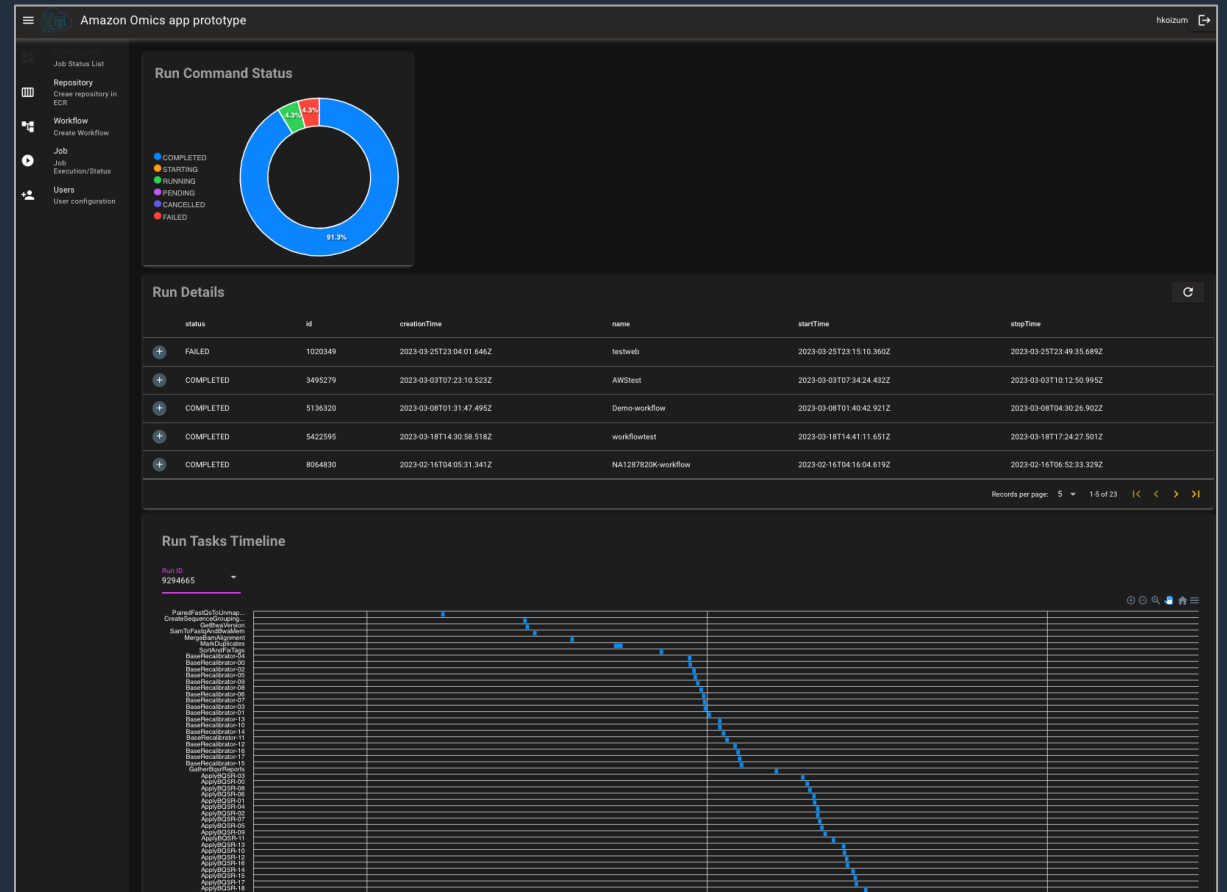 Amazon Omics app prototype
hkoizum
Job Status List
Repository
Creae repository in
ECR
Workflow
Create Workflow
Job
Job
Execution/Status
Users
User configuration
Run Command Status
COMPLETED
STARTING
RUNNING
PENDING
CANCELLED
FAILED
4.3%
4.3%
91.3%
Run Details
status id creationTime name startTime stopTime
FAILED 1020349 2023-03-25T23:04:01.646Z testweb 2023-03-25T23:15:10.360Z 2023-03-25T23:49:35.689Z
COMPLETED 3495279 2023-03-03T07:23:10.523Z AWStest 2023-03-03T07:34:24.432Z 2023-03-03T10:12:50.995Z
COMPLETED 5136320 2023-03-08T01:31:47.495Z Demo-workflow 2023-03-08T01:40:42.921Z 2023-03-08T04:30:26.902Z
COMPLETED 5422595 2023-03-18T14:30:58.518Z workflowtest 2023-03-18T14:41:11.651Z 2023-03-18T17:24:27.501Z
COMPLETED 8064830 2023-02-16T04:05:31.341Z NA1287820K-workflow 2023-02-16T04:16:04.619Z 2023-02-16T06:52:33.329Z
Records per page: 5 1-5 of 23
Run Tasks Timeline
Run ID
9294665
PairedFastQsToUnmap...
CreateSequenceGrouping...
GetBwaVersion
SamToFastqAndBwaMem
MergeBamAlignment
MarkDuplicates
SortAndFixTags
BaseRecalibrator-04
BaseRecalibrator-00
BaseRecalibrator-02
BaseRecalibrator-05
BaseRecalibrator-09
BaseRecalibrator-08
BaseRecalibrator-06
BaseRecalibrator-07
BaseRecalibrator-03
BaseRecalibrator-01
BaseRecalibrator-13
BaseRecalibrator-10
BaseRecalibrator-14
BaseRecalibrator-11
BaseRecalibrator-12
BaseRecalibrator-16
BaseRecalibrator-17
BaseRecalibrator-15
GatherBqsrReports
ApplyBQSR-03
ApplyBQSR-00
ApplyBQSR-08
ApplyBQSR-06
ApplyBQSR-01
ApplyBQSR-04
ApplyBQSR-02
ApplyBQSR-07
ApplyBQSR-05
ApplyBQSR-09
ApplyBQSR-11
ApplyBQSR-13
ApplyBQSR-10
ApplyBQSR-12
ApplyBQSR-16
ApplyBQSR-14
ApplyBQSR-15
ApplyBQSR-17
ApplyBQSR-18